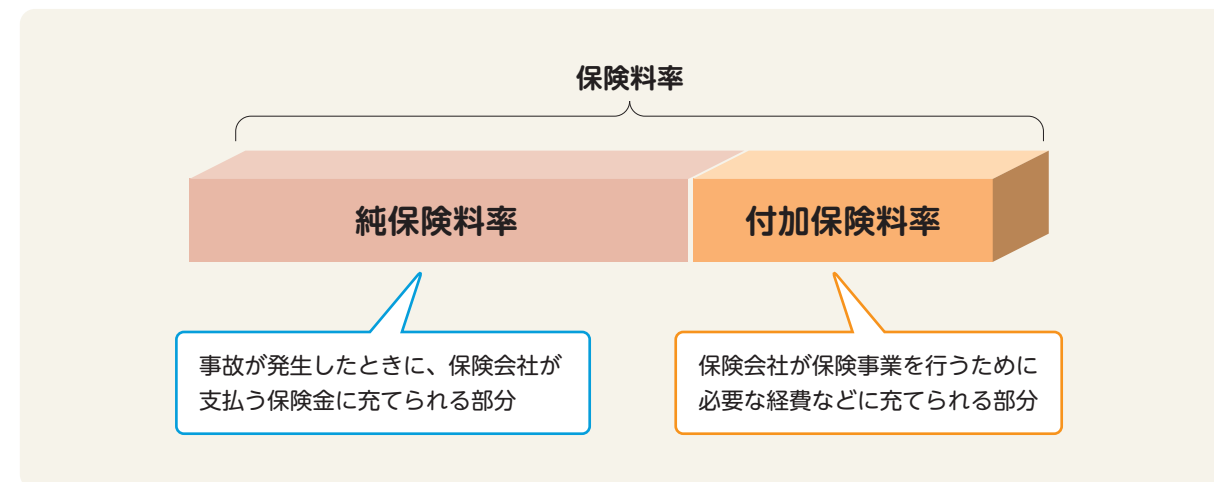 保険料率
純保険料率
付加保険料率
事故が発生したときに、保険会社が
支払う保険金に充てられる部分
保険会社が保険事業を行うために
必要な経費などに充てられる部分